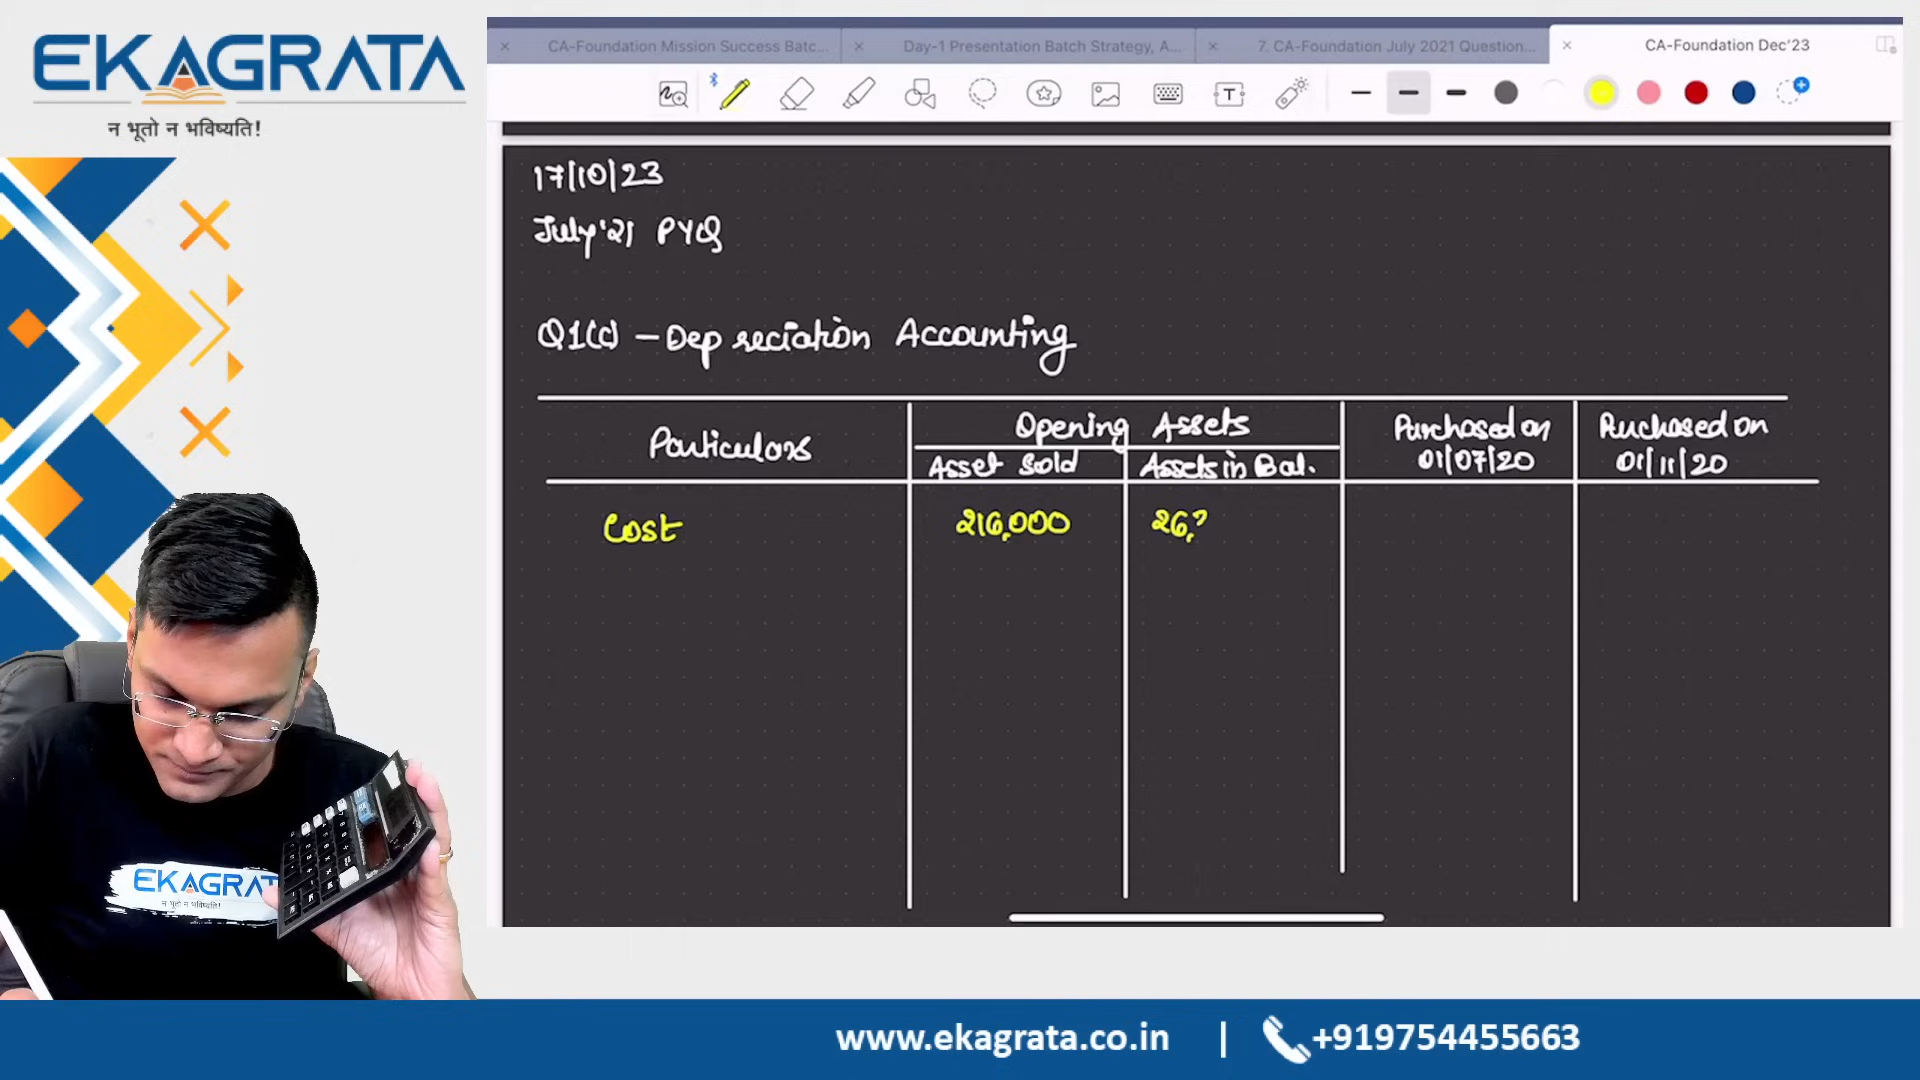 EKAGRATA
न भूतो न भविष्यति!
CA-Foundation Mission Success Batc...
Day-1 Presentation Batch Strategy, A...
7. CA-Foundation July 2021 Question...
CA-Foundation Dec'23
17/10/23
July'21 PYQ
Q1(c) - Depreciation Accounting
Particulars
Opening Assets
Asset Sold
Assets in Bal.
Purchased on
01/07/20
Purchased on
01/11/20
Cost
216,000
26,
EKAGRAT
न भूतो न भविष्यति!
www.ekagrata.co.in | +919754455663